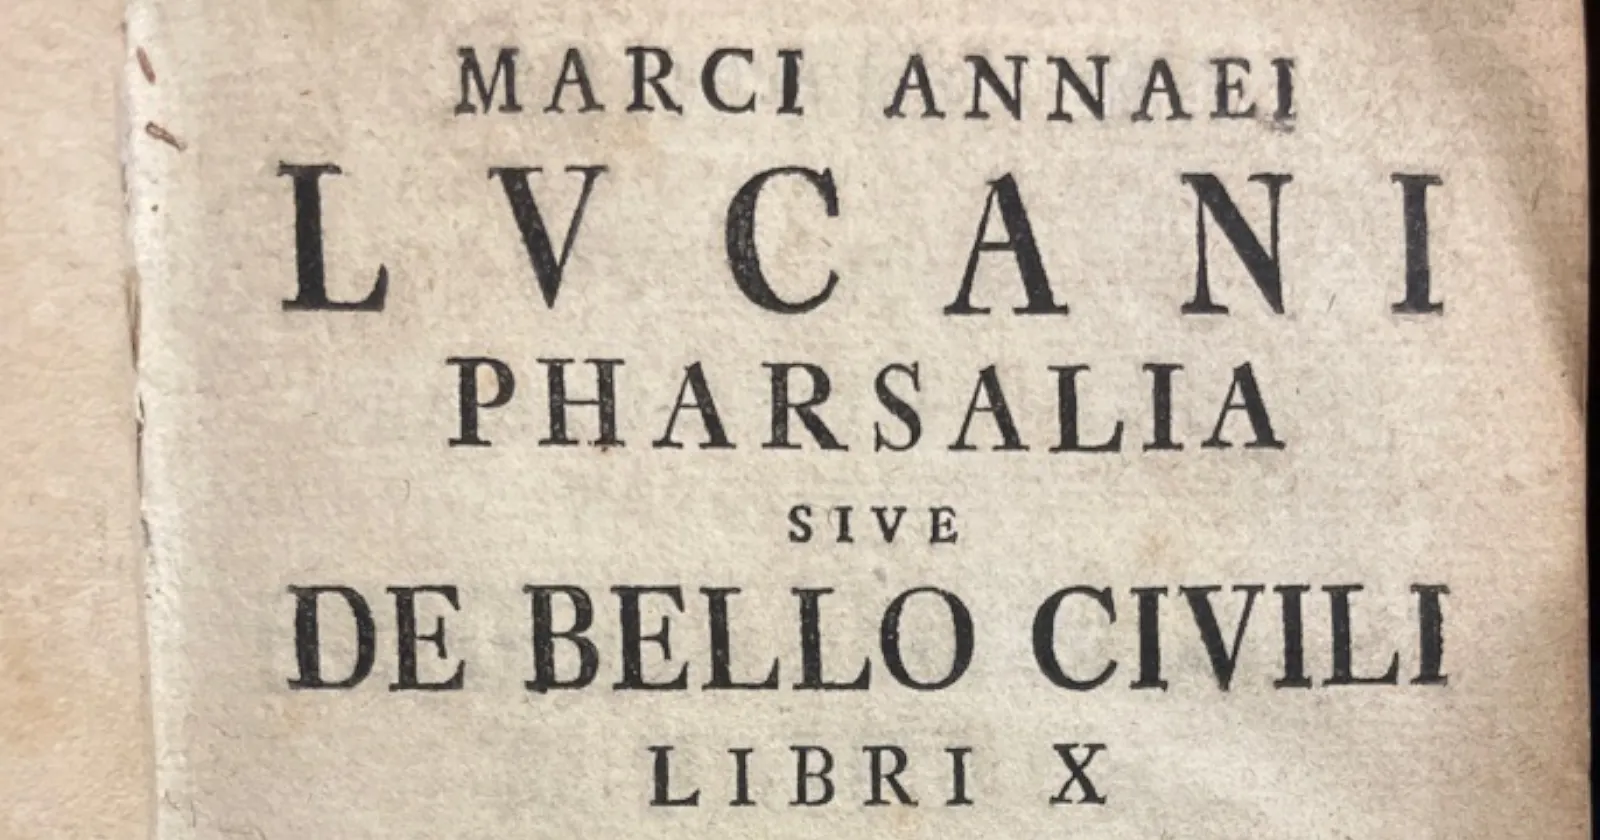 MARCI ANNAEI
LVCANI
PHARSALIA
SIVE
DE BELLO CIVILI
LIBRI X